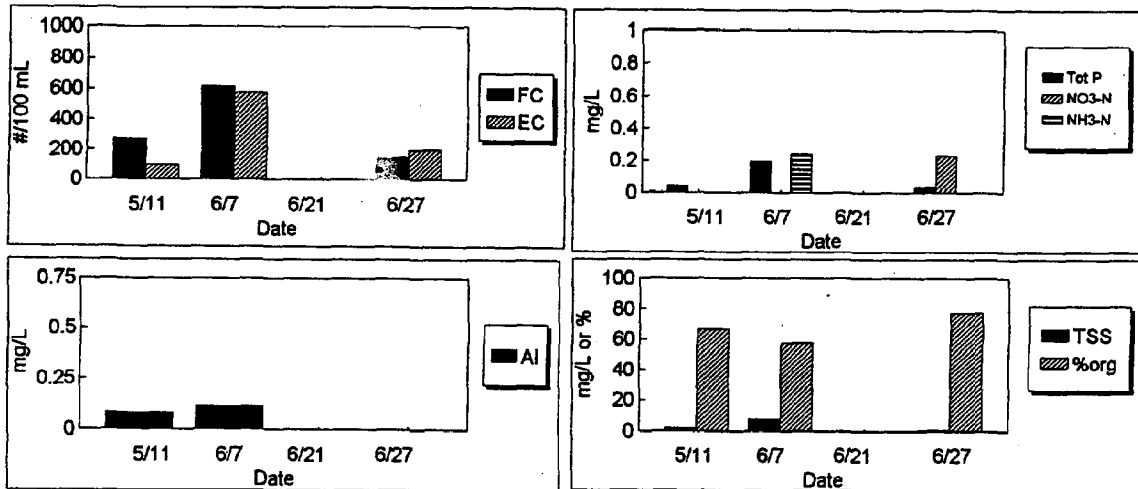 1000
800
600
400
200
0
#/100 mL
5/11 6/7 6/21 6/27
Date
FC
EC
1
0.8
0.6
0.4
0.2
0
mg/L
5/11 6/7 6/21 6/27
Date
Tot P
NO3-N
NH3-N
0.75
0.5
0.25
0
mg/L
5/11 6/7 6/21 6/27
Date
Al
100
80
60
40
20
0
mg/L or %
5/11 6/7 6/21 6/27
Date
TSS
%org